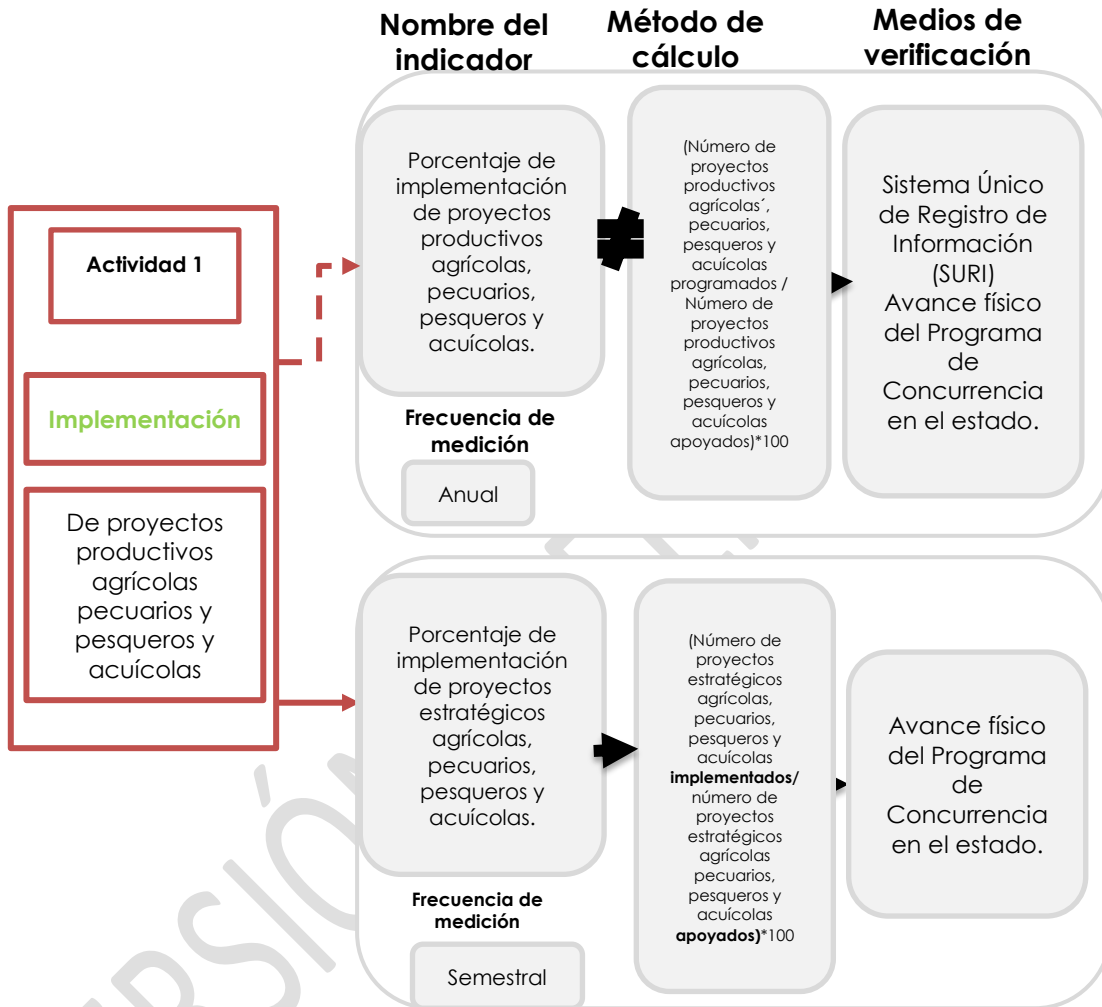 Nombre del
indicador
Método de
cálculo
Medios de
verificación
Actividad 1
Implementación
De proyectos
productivos
agrícolas
pecuarios y
pesqueros y
acuícolas
Porcentaje de
implementación
de proyectos
productivos
agrícolas,
pecuarios,
pesqueros y
acuícolas.
Frecuencia de
medición
Anual
(Número de
proyectos
productivos
agrícolas´,
pecuarios,
pesqueros y
acuícolas
programados /
Número de
proyectos
productivos
agrícolas,
pecuarios,
pesqueros y
acuícolas
apoyados)*100
Sistema Único
de Registro de
Información
(SURI)
Avance físico
del Programa
de
Concurrencia
en el estado.
Porcentaje de
implementación
de proyectos
estratégicos
agrícolas,
pecuarios,
pesqueros y
acuícolas.
Frecuencia de
medición
Semestral
(Número de
proyectos
estratégicos
agrícolas,
pecuarios,
pesqueros y
acuícolas
implementados/
número de
proyectos
estratégicos
agrícolas
pecuarios,
pesqueros y
acuícolas
apoyados)*100
Avance físico
del Programa
de
Concurrencia
en el estado.